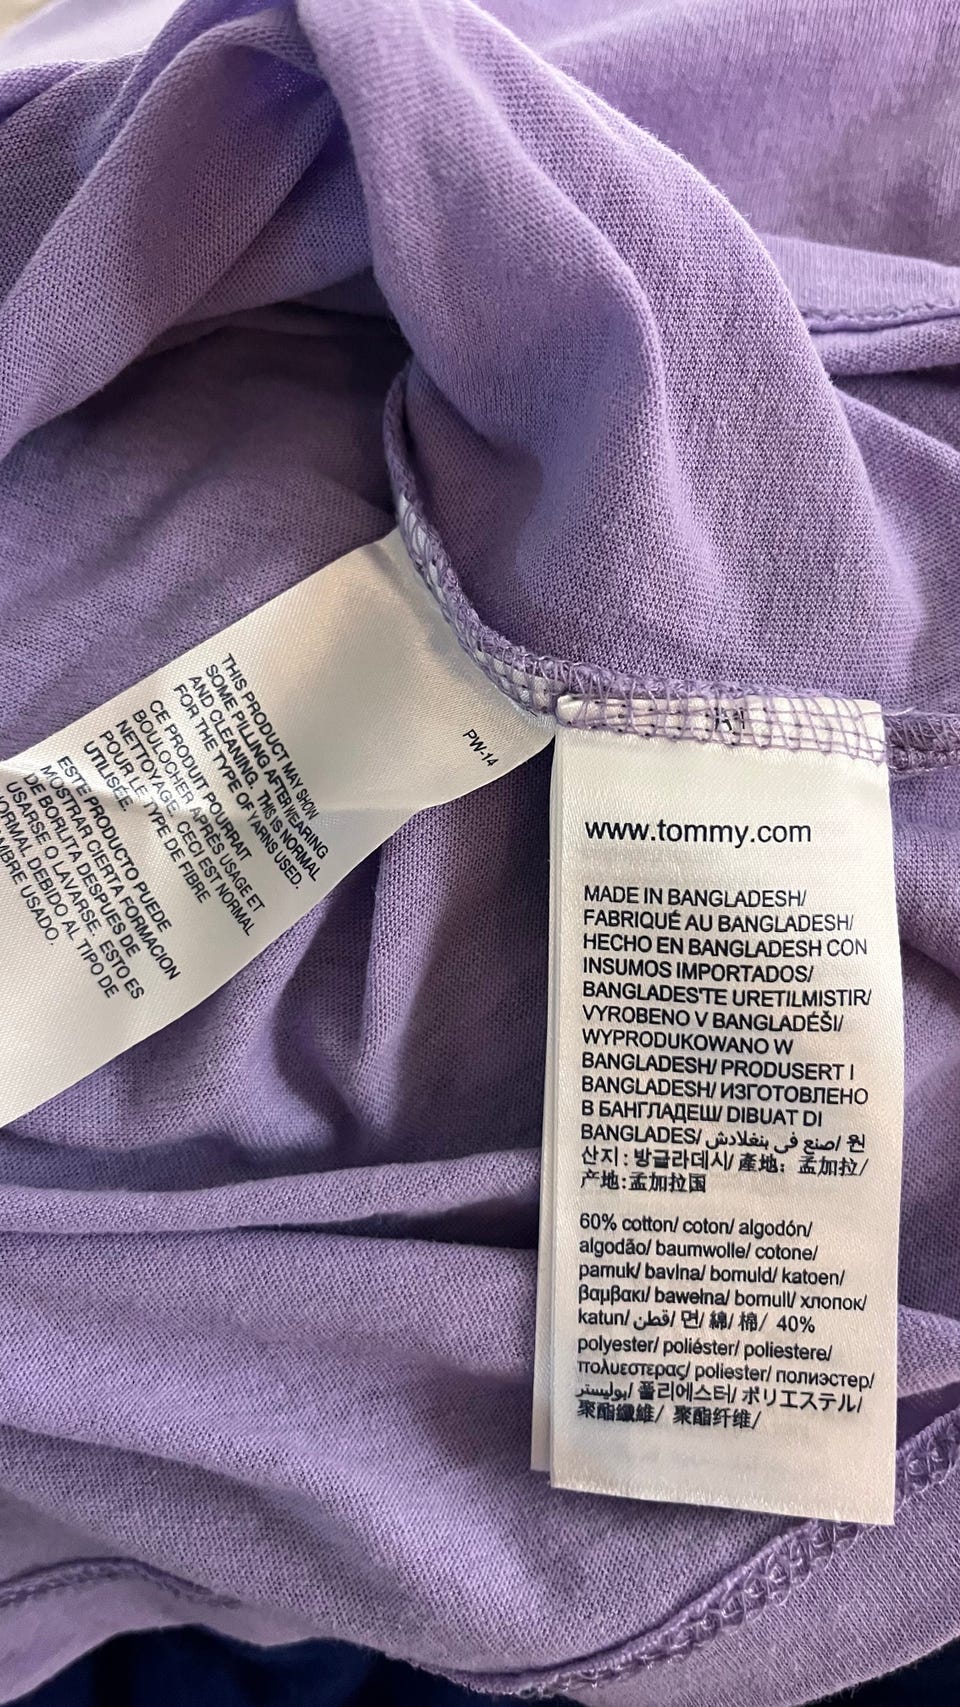 THIS PRODUCT MAY SHOW
SOME PILLING AFTER WEARING
AND CLEANING. THIS IS NORMAL
FOR THE TYPE OF YARNS USED.
CE PRODUIT POURRAIT
BOULOCHER APRÈS USAGE ET
NETTOYAGE. CECI EST NORMAL
POUR LE TYPE DE FIBRE
UTILISÉE.
ESTE PRODUCTO PUEDE
MOSTRAR CIERTA FORMACION
DE BORLITA DESPUES DE
USARSE O LAVARSE. ESTO ES
NORMAL DEBIDO AL TIPO DE
USADO.
PW-14
www.tommy.com
MADE IN BANGLADESH/
FABRIQUÉ AU BANGLADESH/
HECHO EN BANGLADESH CON
INSUMOS IMPORTADOS/
BANGLADES'TE URETILMISTIR/
VYROBENO V BANGLADÉŠI/
WYPRODUKOWANO W
BANGLADESH/ PRODUSERT I
BANGLADESH/ ИЗГОТОВЛЕНО
В БАНГЛАДЕШ/ DIBUAT DI
BANGLADES/ صنع في بنغلادش/ 원
산지 : 방글라데시/ 產地: 孟加拉/
产地:孟加拉国
60% cotton/ coton/ algodón/
algodão/ baumwolle/ cotone/
pamuk/ bavlna/ bomuld/ katoen/
βαμβακι/ bawełna/ bomull/ хлопок/
katun/ قطن/ 면/ 綿/ 棉/ 40%
polyester/ poliéster/ poliestere/
πολυεστερας/ poliester/ полиэстер/
بوليستر/ 폴리에스터/ ポリエステル/
聚酯纖維/ 聚酯纤维/